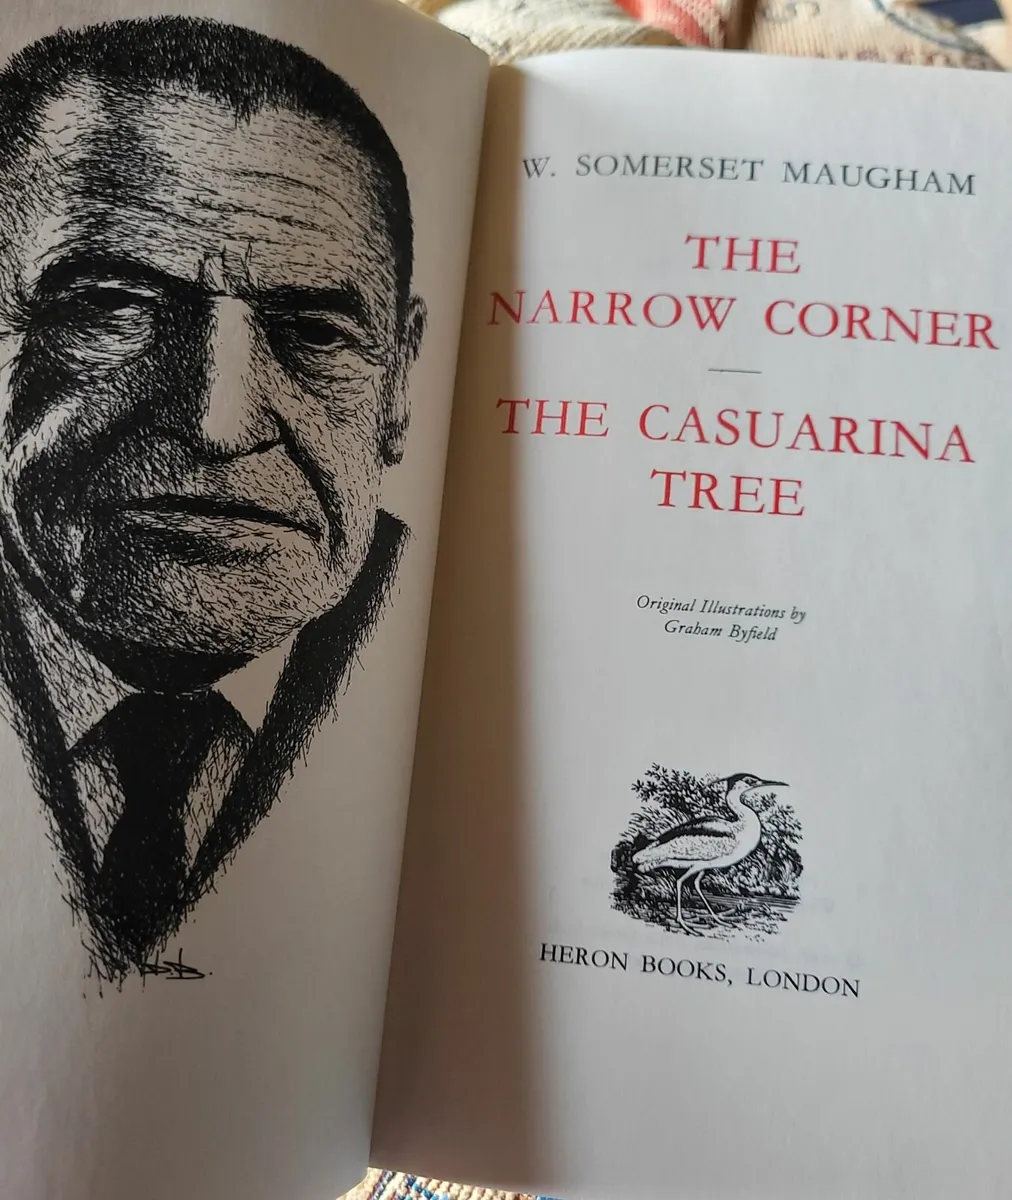 W. SOMERSET MAUGHAM
THE
NARROW CORNER
THE CASUARINA
TREE
Original Illustrations by
Graham Byfield
HERON BOOKS, LONDON